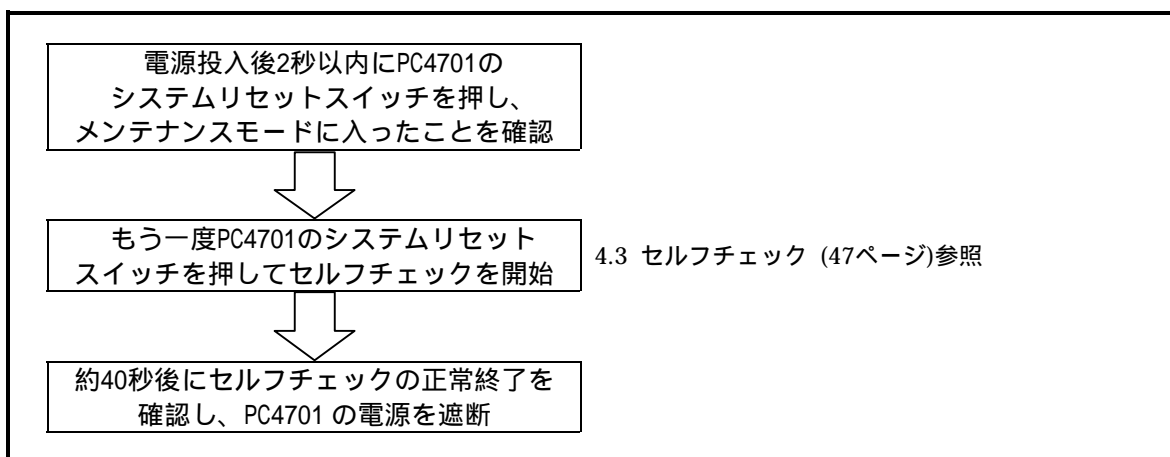 電源投入後2秒以内にPC4701の
システムリセットスイッチを押し、
メンテナンスモードに入ったことを確認
もう一度PC4701のシステムリセット
スイッチを押してセルフチェックを開始
4.3 セルフチェック (47ページ)参照
約40秒後にセルフチェックの正常終了を
確認し、PC4701 の電源を遮断